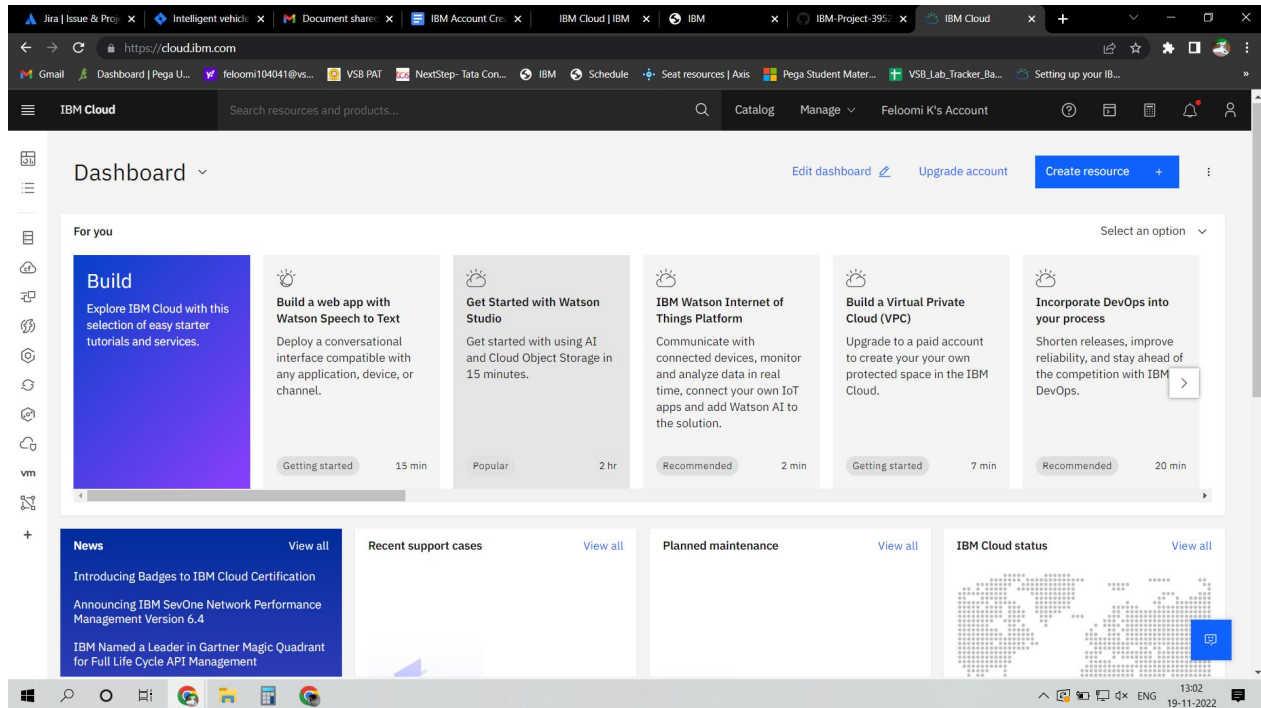 Jira | Issue & Proj
Intelligent vehicle
Document shared
IBM Account Cre
IBM Cloud | IBM
IBM
IBM-Project-3952
IBM Cloud
https://cloud.ibm.com
Gmail
Dashboard | Pega U...
feloomi104041@vs...
VSB PAT
NextStep- Tata Con...
IBM
Schedule
Seat resources | Axis
Pega Student Mater...
VSB_Lab_Tracker_Ba...
Setting up your IB...
»
IBM Cloud
Search resources and products...
Catalog
Manage
Feloomi K's Account
Dashboard
Edit dashboard
Upgrade account
Create resource +
For you
Select an option
Build
Explore IBM Cloud with this
selection of easy starter
tutorials and services.
Build a web app with
Watson Speech to Text
Deploy a conversational
interface compatible with
any application, device, or
channel.
Getting started
15 min
Get Started with Watson
Studio
Get started with using AI
and Cloud Object Storage in
15 minutes.
Popular
2 hr
IBM Watson Internet of
Things Platform
Communicate with
connected devices, monitor
and analyze data in real
time, connect your own IoT
apps and add Watson AI to
the solution.
Recommended
2 min
Build a Virtual Private
Cloud (VPC)
Upgrade to a paid account
to create your your own
protected space in the IBM
Cloud.
Getting started
7 min
Incorporate DevOps into
your process
Shorten releases, improve
reliability, and stay ahead of
the competition with IBM
DevOps.
Recommended
20 min
vm
News
View all
Introducing Badges to IBM Cloud Certification
Announcing IBM SevOne Network Performance
Management Version 6.4
IBM Named a Leader in Gartner Magic Quadrant
for Full Life Cycle API Management
Recent support cases
View all
Planned maintenance
View all
IBM Cloud status
View all
ENG
13:02
19-11-2022